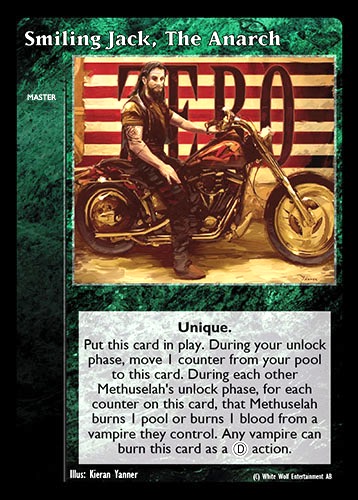 Smiling Jack, The Anarch
MASTER
ZERO
Unique.
Put this card in play. During your unlock
phase, move 1 counter from your pool
to this card. During each other
Methuselah's unlock phase, for each
counter on this card, that Methuselah
burns 1 pool or burns 1 blood from a
vampire they control. Any vampire can
burn this card as a Ⓓ action.
Illus: Kieran Yanner
(C) White Wolf Entertainment AB